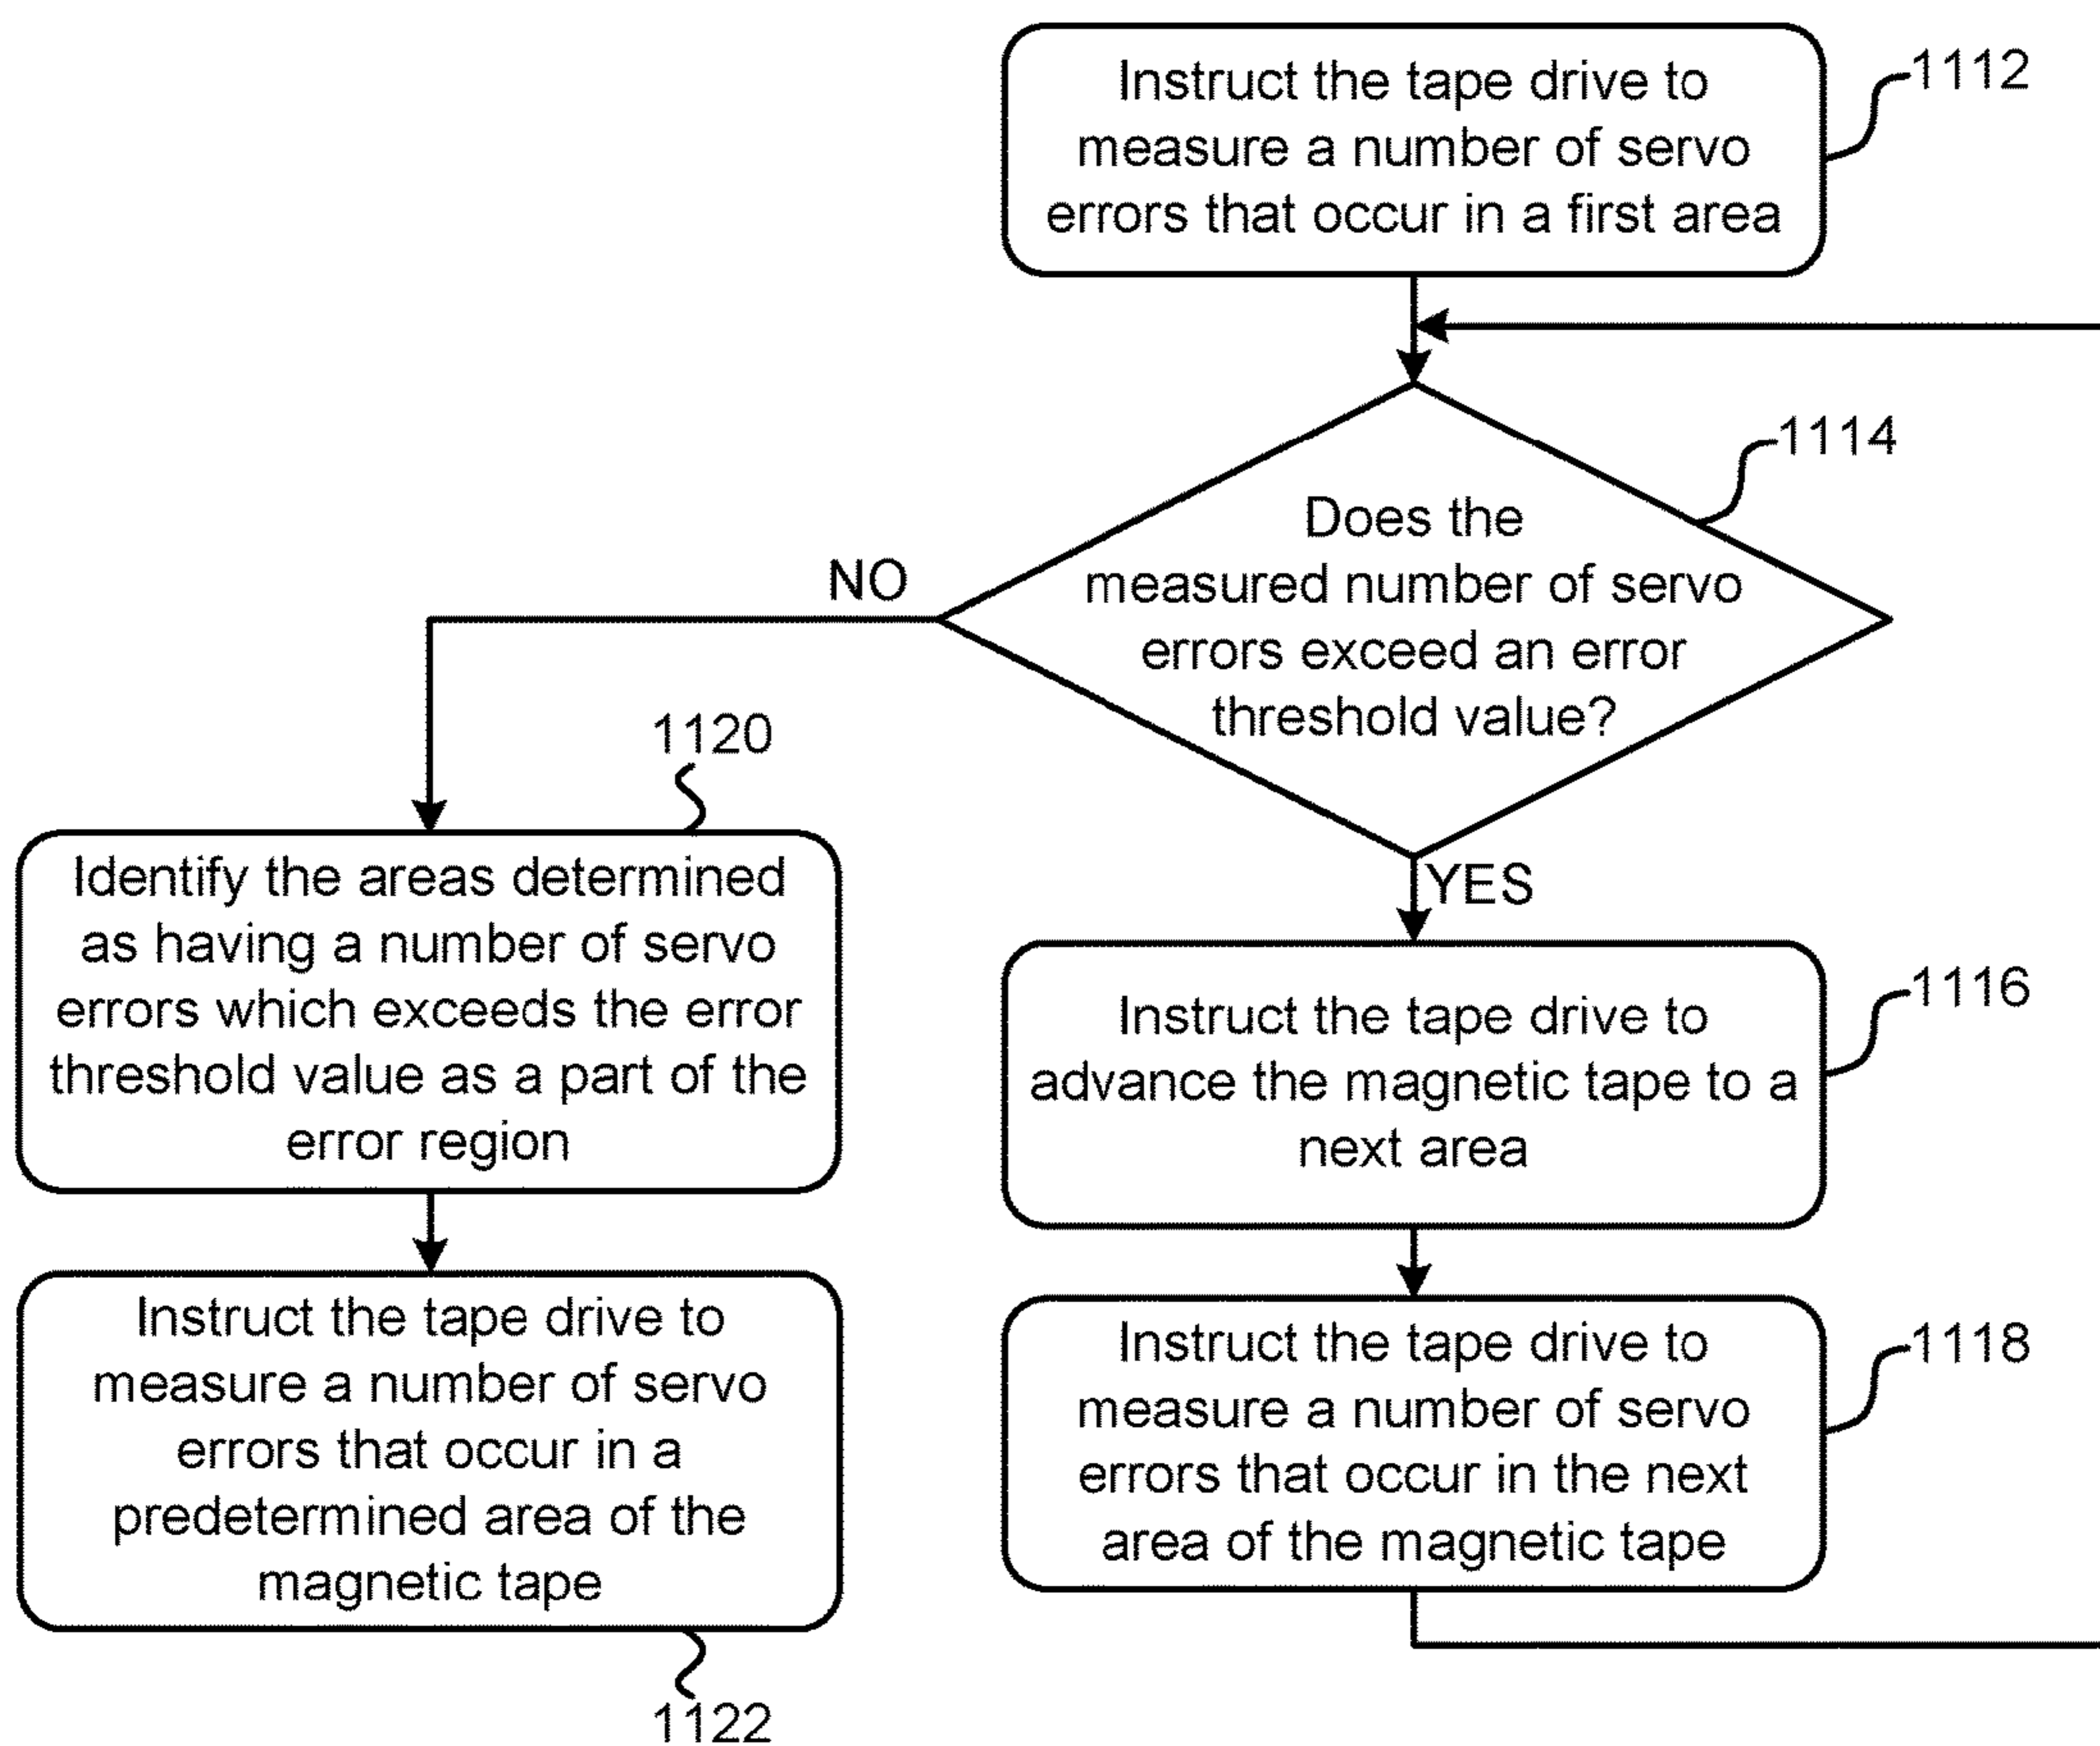 Instruct the tape drive to
measure a number of servo
errors that occur in a first area
1112
Does the
measured number of servo
errors exceed an error
threshold value?
1114
NO
YES
1120
Identify the areas determined
as having a number of servo
errors which exceeds the error
threshold value as a part of the
error region
Instruct the tape drive to
advance the magnetic tape to a
next area
1116
Instruct the tape drive to
measure a number of servo
errors that occur in a
predetermined area of the
magnetic tape
1122
Instruct the tape drive to
measure a number of servo
errors that occur in the next
area of the magnetic tape
1118